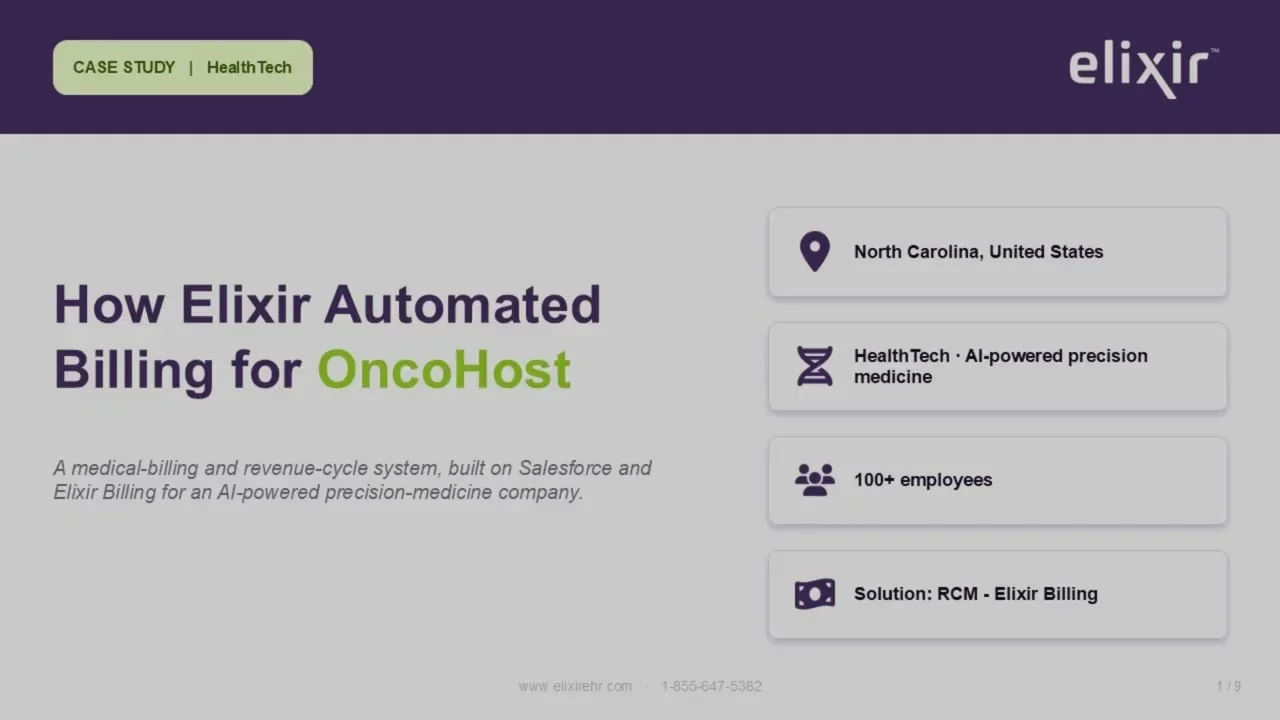 CASE STUDY | HealthTech
elixir™
How Elixir Automated
Billing for OncoHost
A medical-billing and revenue-cycle system, built on Salesforce and
Elixir Billing for an AI-powered precision-medicine company.
North Carolina, United States
HealthTech · AI-powered precision
medicine
100+ employees
Solution: RCM - Elixir Billing
www.elixirehr.com · 1-855-647-5382
1 / 9